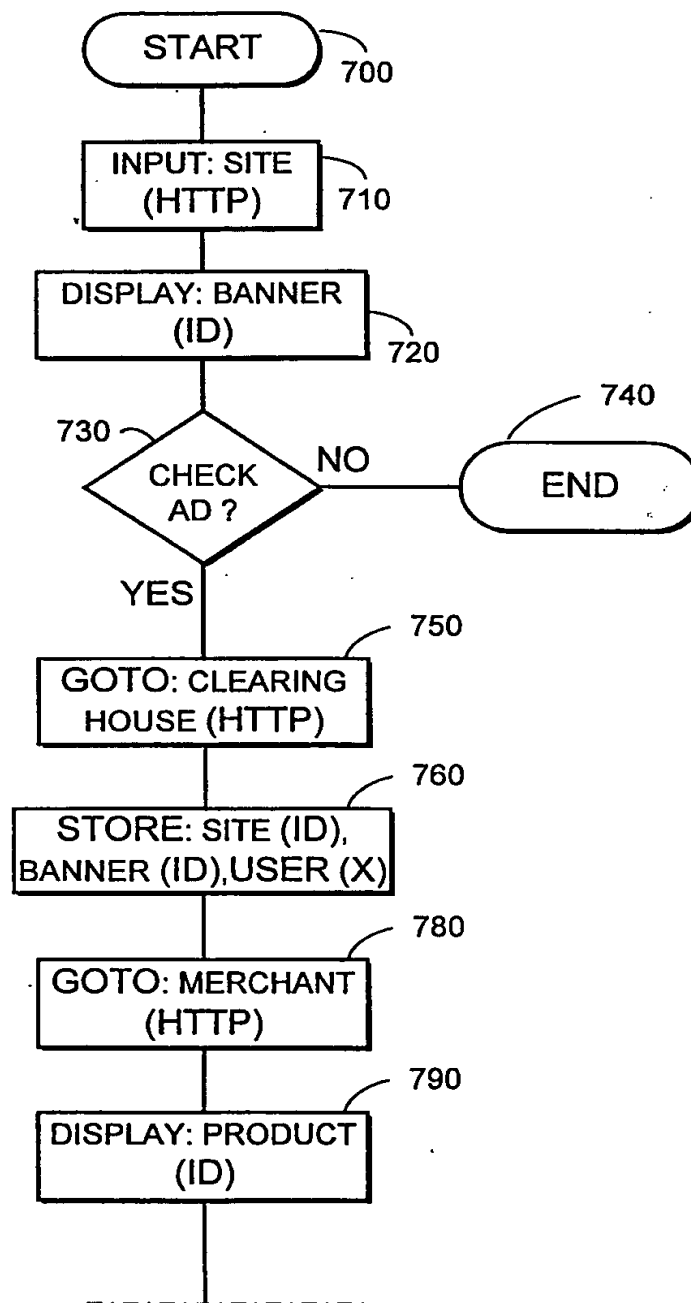 START
700
INPUT: SITE
(HTTP)
710
DISPLAY: BANNER
(ID)
720
730
CHECK
AD ?
NO
740
END
YES
750
GOTO: CLEARING
HOUSE (HTTP)
760
STORE: SITE (ID),
BANNER (ID),USER (X)
780
GOTO: MERCHANT
(HTTP)
790
DISPLAY: PRODUCT
(ID)